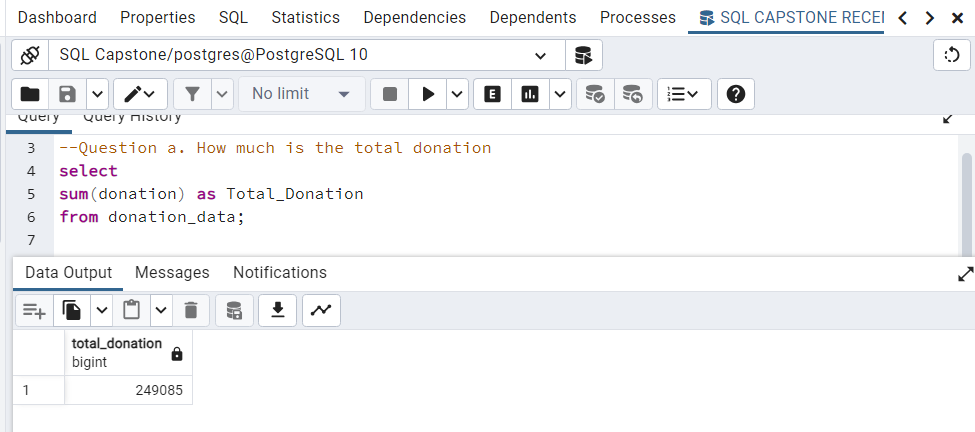 Dashboard Properties SQL Statistics Dependencies Dependents Processes SQL CAPSTONE RECEI
SQL Capstone/postgres@PostgreSQL 10
No limit
E
Query Query History
3 --Question a. How much is the total donation
4 select
5 sum(donation) as Total_Donation
6 from donation_data;
7
Data Output Messages Notifications
total_donation
bigint
1 249085